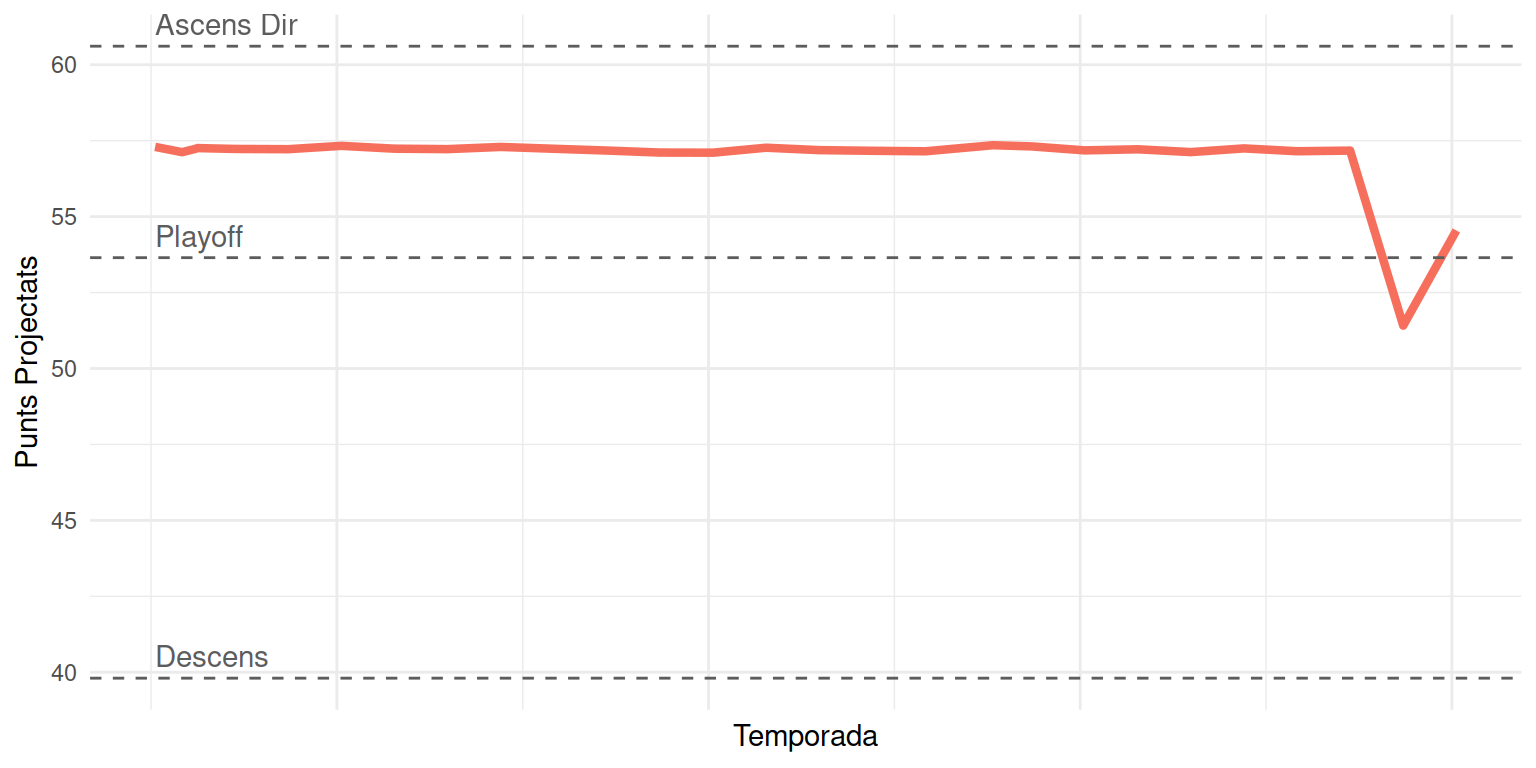 Ascens Dir
60
55
Playoff
50
45
Descens
40
Punts Projectats
Temporada